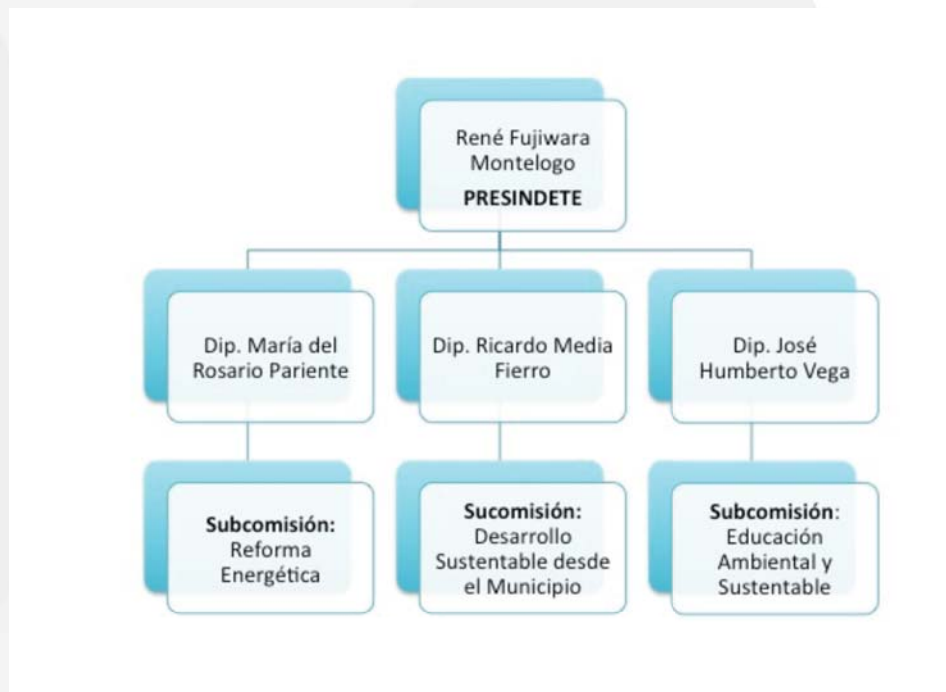 René Fujiwara
Montelogo
PRESINDETE
Dip. María del
Rosario Pariente
Dip. Ricardo Media
Fierro
Dip. José
Humberto Vega
Subcomisión:
Reforma
Energética
Sucomisión:
Desarrollo
Sustentable desde
el Municipio
Subcomisión:
Educación
Ambiental y
Sustentable